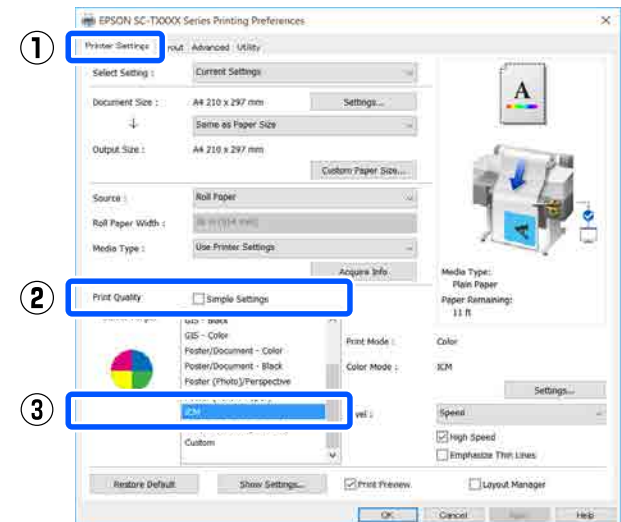 EPSON SC-TXXXX Series Printing Preferences
① Printer Settings out Advanced Utility
Select Setting : Current Settings
Document Size : A4 210 x 297 mm Settings...
Same as Paper Size
Output Size : A4 210 x 297 mm
Custom Paper Size...
Source : Roll Paper
Roll Paper Width :
Media Type : Use Printer Settings
Acquire Info
A
Media Type:
Plain Paper
Paper Remaining:
11 ft
② Print Quality Simple Settings
GIS - Black
GIS - Color
Poster/Document - Color
Poster/Document - Black
Poster (Photo)/Perspective
③ ICM
Custom
Print Mode : Color
Color Mode : ICM
Settings...
vel : Speed
High Speed
Emphasize Thin Lines
Restore Default Show Settings... Print Preview Layout Manager
OK Cancel Help